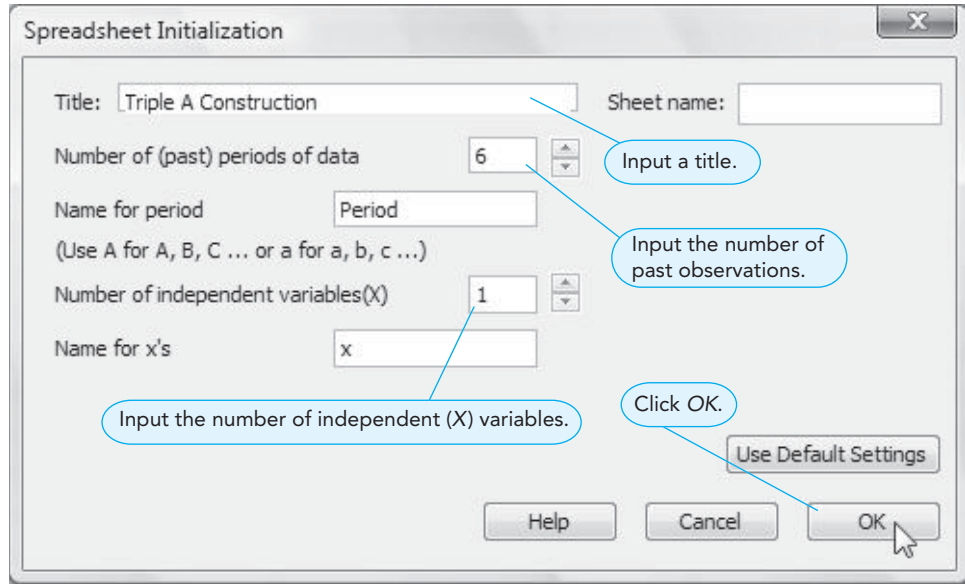 Spreadsheet Initialization
Title: Triple A Construction Sheet name:
Number of (past) periods of data 6
Input a title.
Name for period Period
(Use A for A, B, C ... or a for a, b, c ...)
Input the number of
past observations.
Number of independent variables(X) 1
Name for x's x
Input the number of independent (X) variables.
Click OK.
Use Default Settings
Help Cancel OK